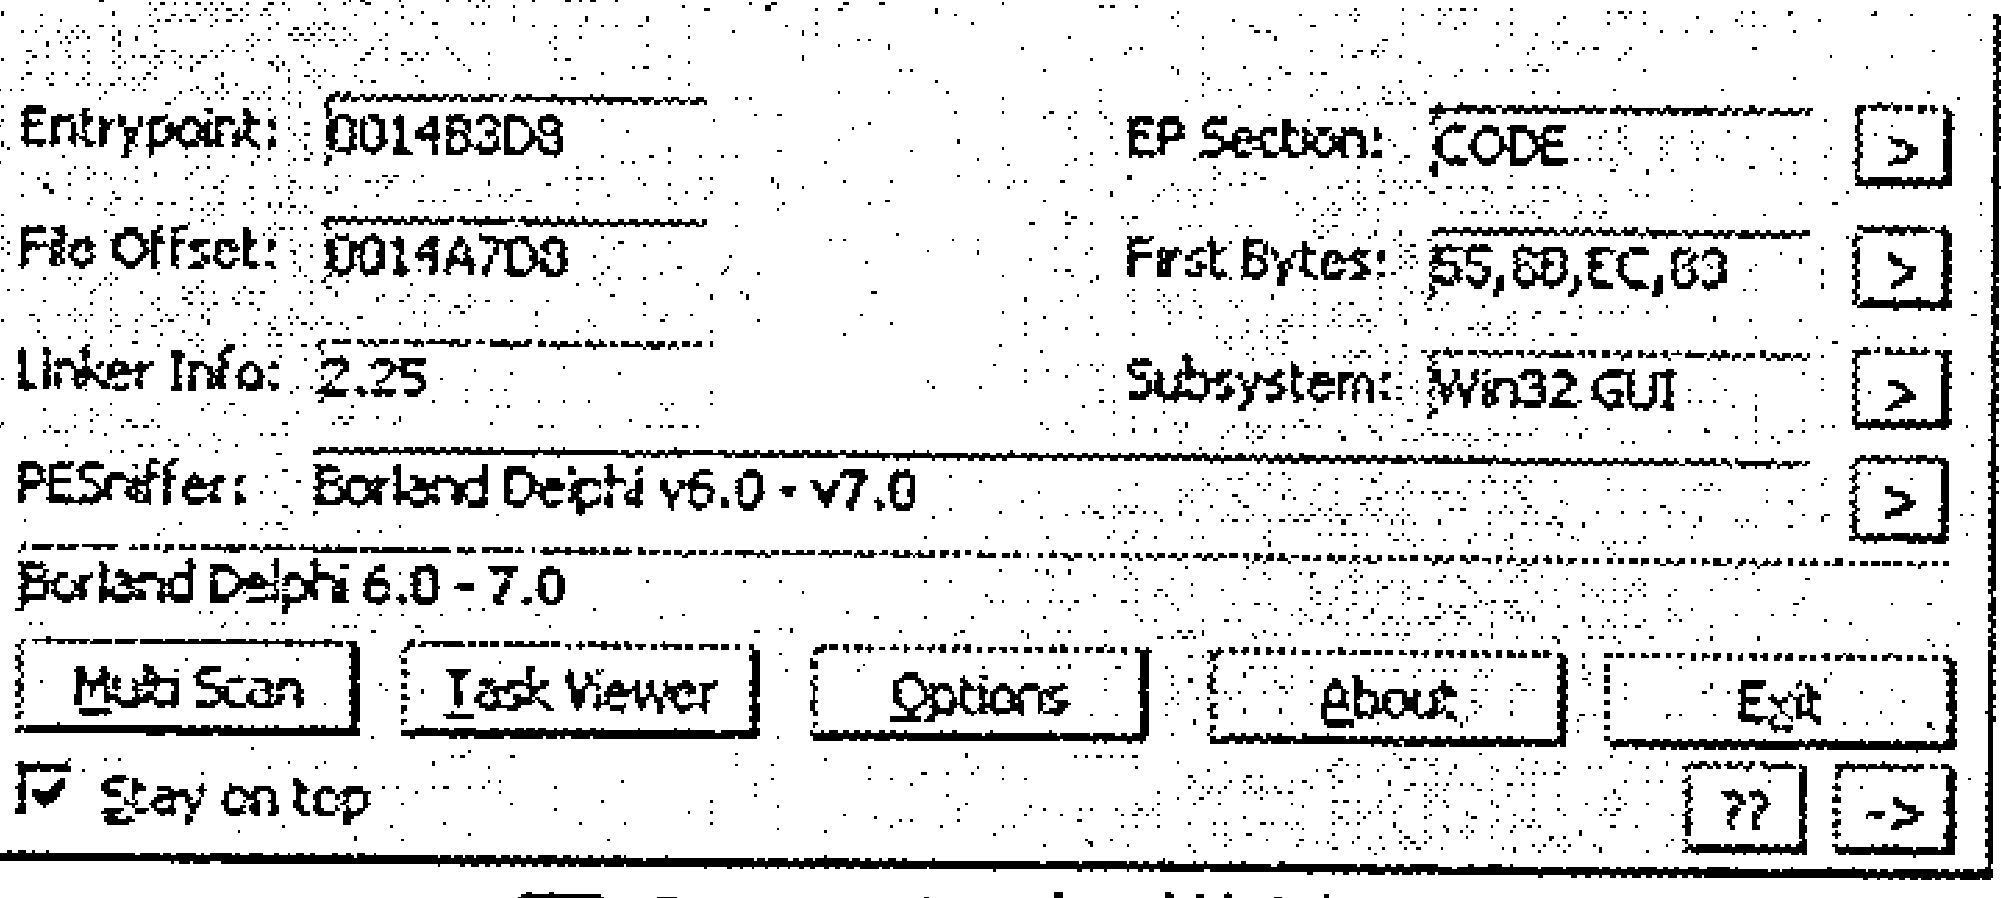 Entrypoint: 0014B3D8 EP Section: CODE >
File Offset: 0014A7D8 First Bytes: 55,8B,EC,83 >
Linker Info: 2.25 Subsystem: Win32 GUI >
PESniffer: Borland Delphi v6.0 - v7.0 >
Borland Delphi 6.0 - 7.0
Multi Scan Task Viewer Options About Exit
Stay on top ?? ->